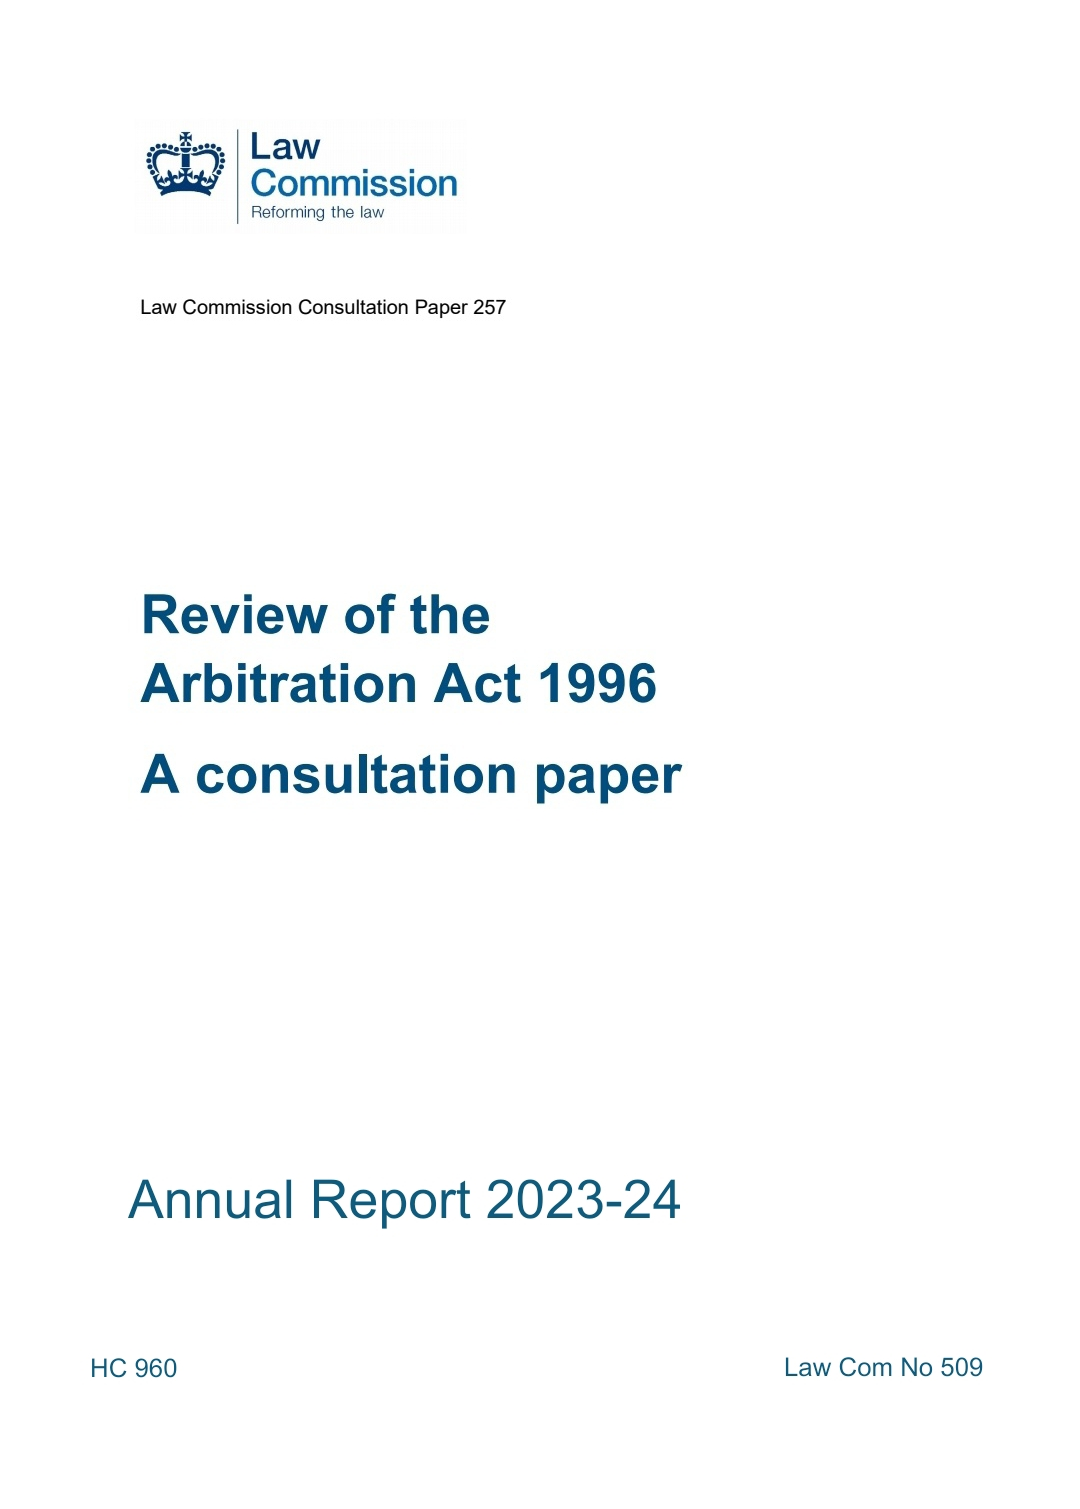 Law
Commission
Reforming the law
Law Commission Consultation Paper 257
Review of the
Arbitration Act 1996
A consultation paper
Annual Report 2023-24
HC 960
Law Com No 509